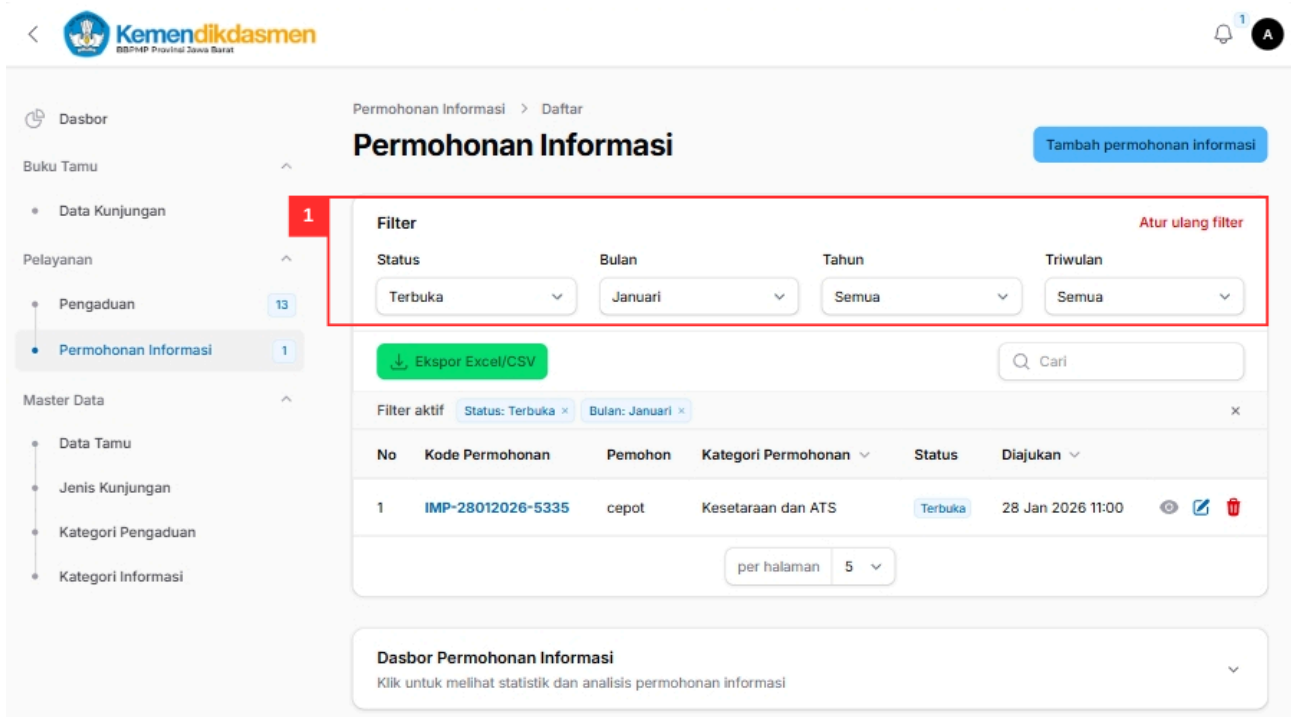 Kemendikdasmen
BBPMP Provinsi Jawa Barat
1
A
Dasbor
Buku Tamu
Data Kunjungan
Pelayanan
Pengaduan 13
Permohonan Informasi 1
Master Data
Data Tamu
Jenis Kunjungan
Kategori Pengaduan
Kategori Informasi
Permohonan Informasi > Daftar
Permohonan Informasi
Tambah permohonan informasi
1
Filter Atur ulang filter
Status Bulan Tahun Triwulan
Terbuka Januari Semua Semua
Ekspor Excel/CSV Cari
Filter aktif Status: Terbuka × Bulan: Januari × ×
No Kode Permohonan Pemohon Kategori Permohonan Status Diajukan
1 IMP-28012026-5335 cepot Kesetaraan dan ATS Terbuka 28 Jan 2026 11:00
per halaman 5
Dasbor Permohonan Informasi
Klik untuk melihat statistik dan analisis permohonan informasi